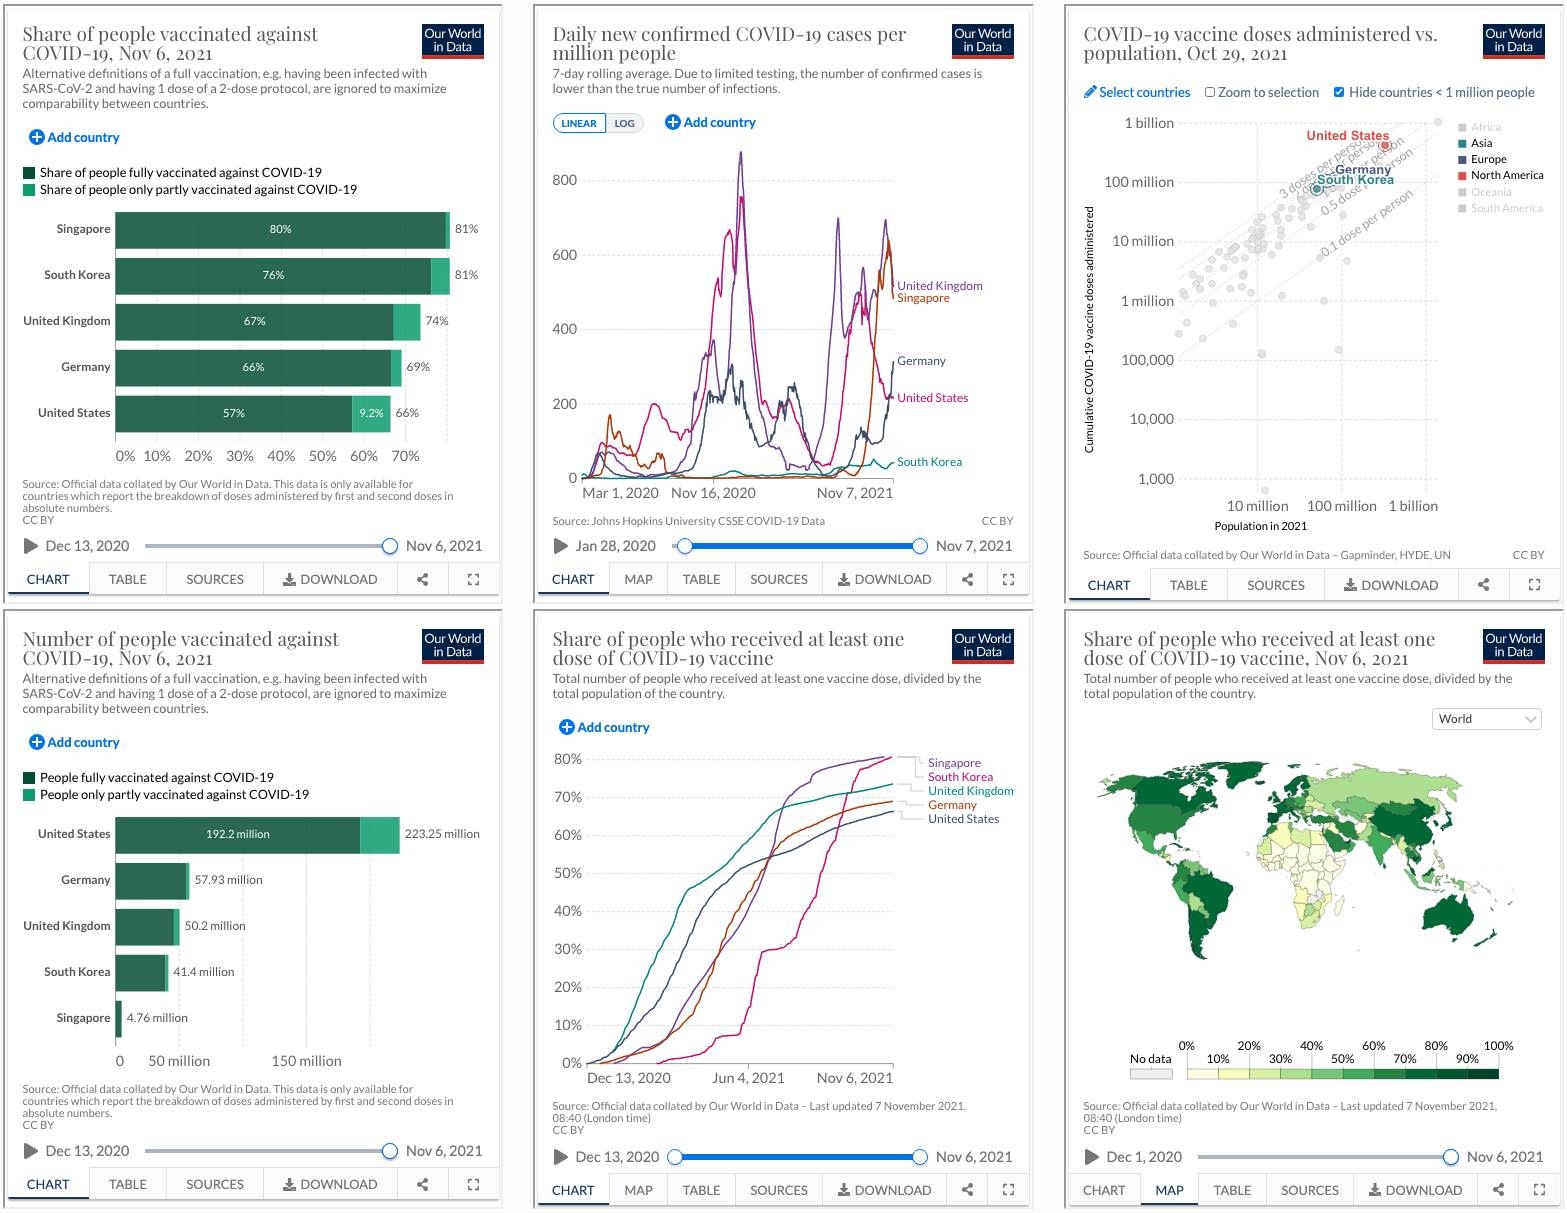 Share of people vaccinated against
COVID-19, Nov 6, 2021
Our World
in Data
Alternative definitions of a full vaccination, e.g. having been infected with
SARS-CoV-2 and having 1 dose of a 2-dose protocol, are ignored to maximize
comparability between countries.
Add country
Share of people fully vaccinated against COVID-19
Share of people only partly vaccinated against COVID-19
Singapore 80% 81%
South Korea 76% 81%
United Kingdom 67% 74%
Germany 66% 69%
United States 57% 9.2% 66%
0% 10% 20% 30% 40% 50% 60% 70%
Source: Official data collated by Our World in Data. This data is only available for
countries which report the breakdown of doses administered by first and second doses in
absolute numbers.
CC BY
Dec 13, 2020 Nov 6, 2021
CHART TABLE SOURCES DOWNLOAD
Daily new confirmed COVID-19 cases per
million people
Our World
in Data
7-day rolling average. Due to limited testing, the number of confirmed cases is
lower than the true number of infections.
LINEAR LOG Add country
800
600
400
200
0
United Kingdom
Singapore
Germany
United States
South Korea
Mar 1, 2020 Nov 16, 2020 Nov 7, 2021
Source: Johns Hopkins University CSSE COVID-19 Data CC BY
Jan 28, 2020 Nov 7, 2021
CHART MAP TABLE SOURCES DOWNLOAD
COVID-19 vaccine doses administered vs.
population, Oct 29, 2021
Our World
in Data
Select countries Zoom to selection Hide countries < 1 million people
Cumulative COVID-19 vaccine doses administered
1 billion
100 million
10 million
1 million
100,000
10,000
1,000
United States
Germany
South Korea
3 doses per person
0.5 dose per person
0.1 dose per person
Africa
Asia
Europe
North America
Oceania
South America
10 million 100 million 1 billion
Population in 2021
Source: Official data collated by Our World in Data – Gapminder, HYDE, UN CC BY
CHART TABLE SOURCES DOWNLOAD
Number of people vaccinated against
COVID-19, Nov 6, 2021
Our World
in Data
Alternative definitions of a full vaccination, e.g. having been infected with
SARS-CoV-2 and having 1 dose of a 2-dose protocol, are ignored to maximize
comparability between countries.
Add country
People fully vaccinated against COVID-19
People only partly vaccinated against COVID-19
United States 192.2 million 223.25 million
Germany 57.93 million
United Kingdom 50.2 million
South Korea 41.4 million
Singapore 4.76 million
0 50 million 150 million
Source: Official data collated by Our World in Data. This data is only available for
countries which report the breakdown of doses administered by first and second doses in
absolute numbers.
CC BY
Dec 13, 2020 Nov 6, 2021
CHART TABLE SOURCES DOWNLOAD
Share of people who received at least one
dose of COVID-19 vaccine
Our World
in Data
Total number of people who received at least one vaccine dose, divided by the
total population of the country.
Add country
80%
70%
60%
50%
40%
30%
20%
10%
0%
Singapore
South Korea
United Kingdom
Germany
United States
Dec 13, 2020 Jun 4, 2021 Nov 6, 2021
Source: Official data collated by Our World in Data – Last updated 7 November 2021,
08:40 (London time)
CC BY
Dec 13, 2020 Nov 6, 2021
CHART MAP TABLE SOURCES DOWNLOAD
Share of people who received at least one
dose of COVID-19 vaccine, Nov 6, 2021
Our World
in Data
Total number of people who received at least one vaccine dose, divided by the
total population of the country.
World
No data
0% 20% 40% 60% 80% 100%
10% 30% 50% 70% 90%
Source: Official data collated by Our World in Data – Last updated 7 November 2021,
08:40 (London time)
CC BY
Dec 1, 2020 Nov 6, 2021
CHART MAP TABLE SOURCES DOWNLOAD